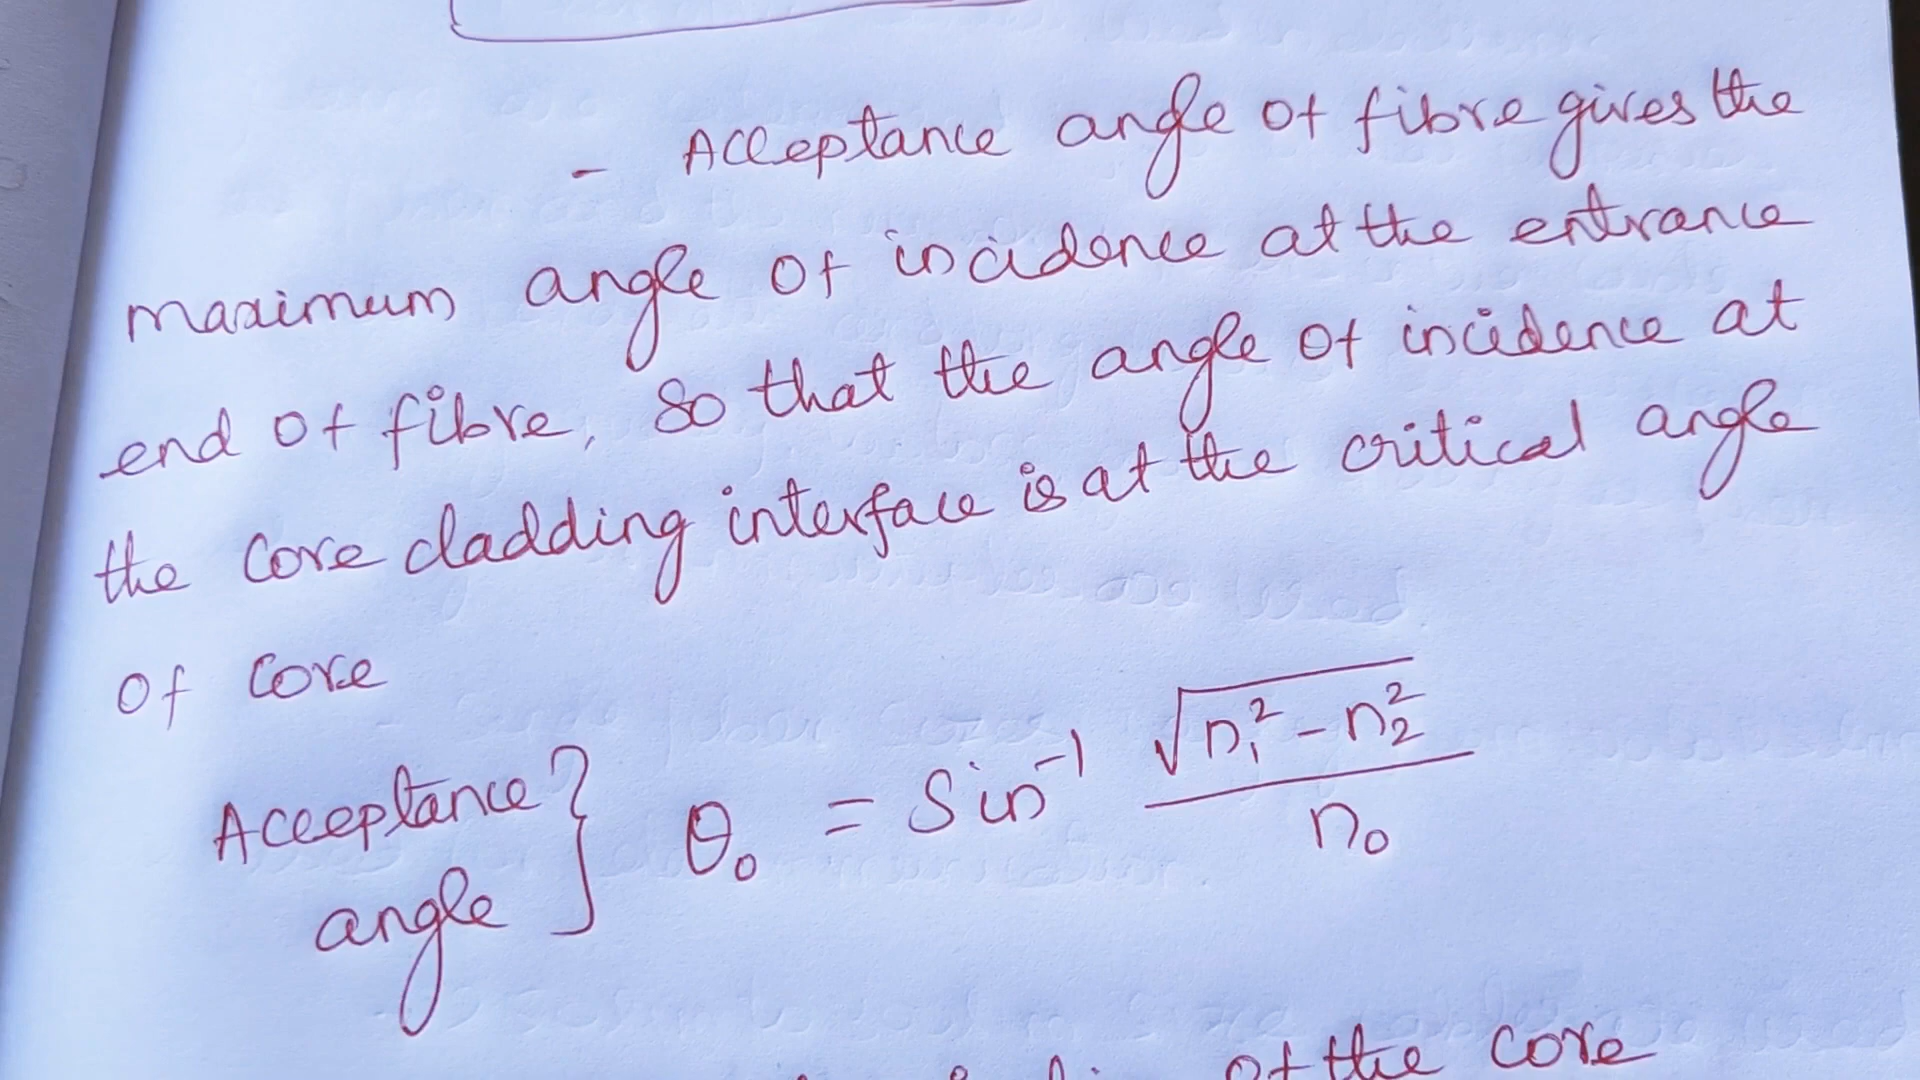 - Acceptance angle of fibre gives the
maximum angle of incidence at the entrance
end of fibre, so that the angle of incidence at
the core cladding interface is at the critical angle
of core
Acceptance angle } θ₀ = Sin⁻¹ √(n₁² - n₂²) / n₀
of the core